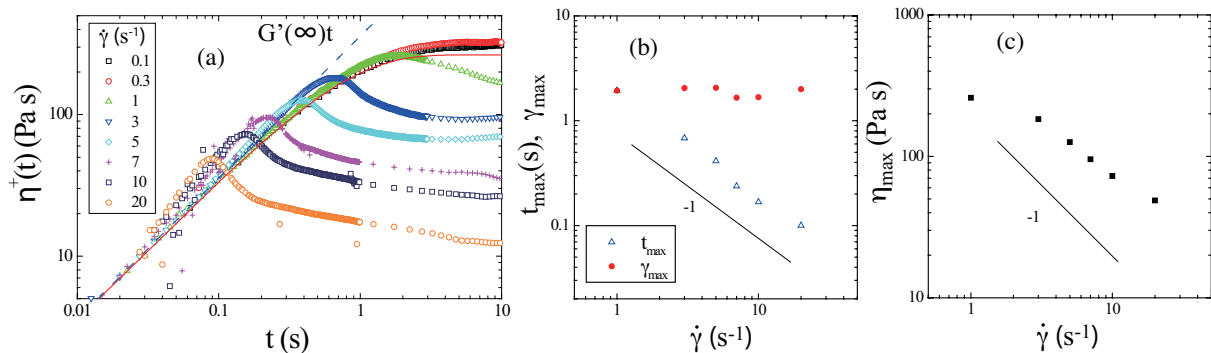 G'(∞)t
γ̇ (s⁻¹)
0.1
0.3
1
3
5
7
10
20
(a)
100
10
η⁺(t) (Pa s)
0.01
0.1
1
10
t (s)
(b)
10
1
0.1
t_max(s), γ_max
-1
t_max
γ_max
1
10
γ̇ (s⁻¹)
(c)
1000
100
10
η_max (Pa s)
-1
1
10
γ̇ (s⁻¹)